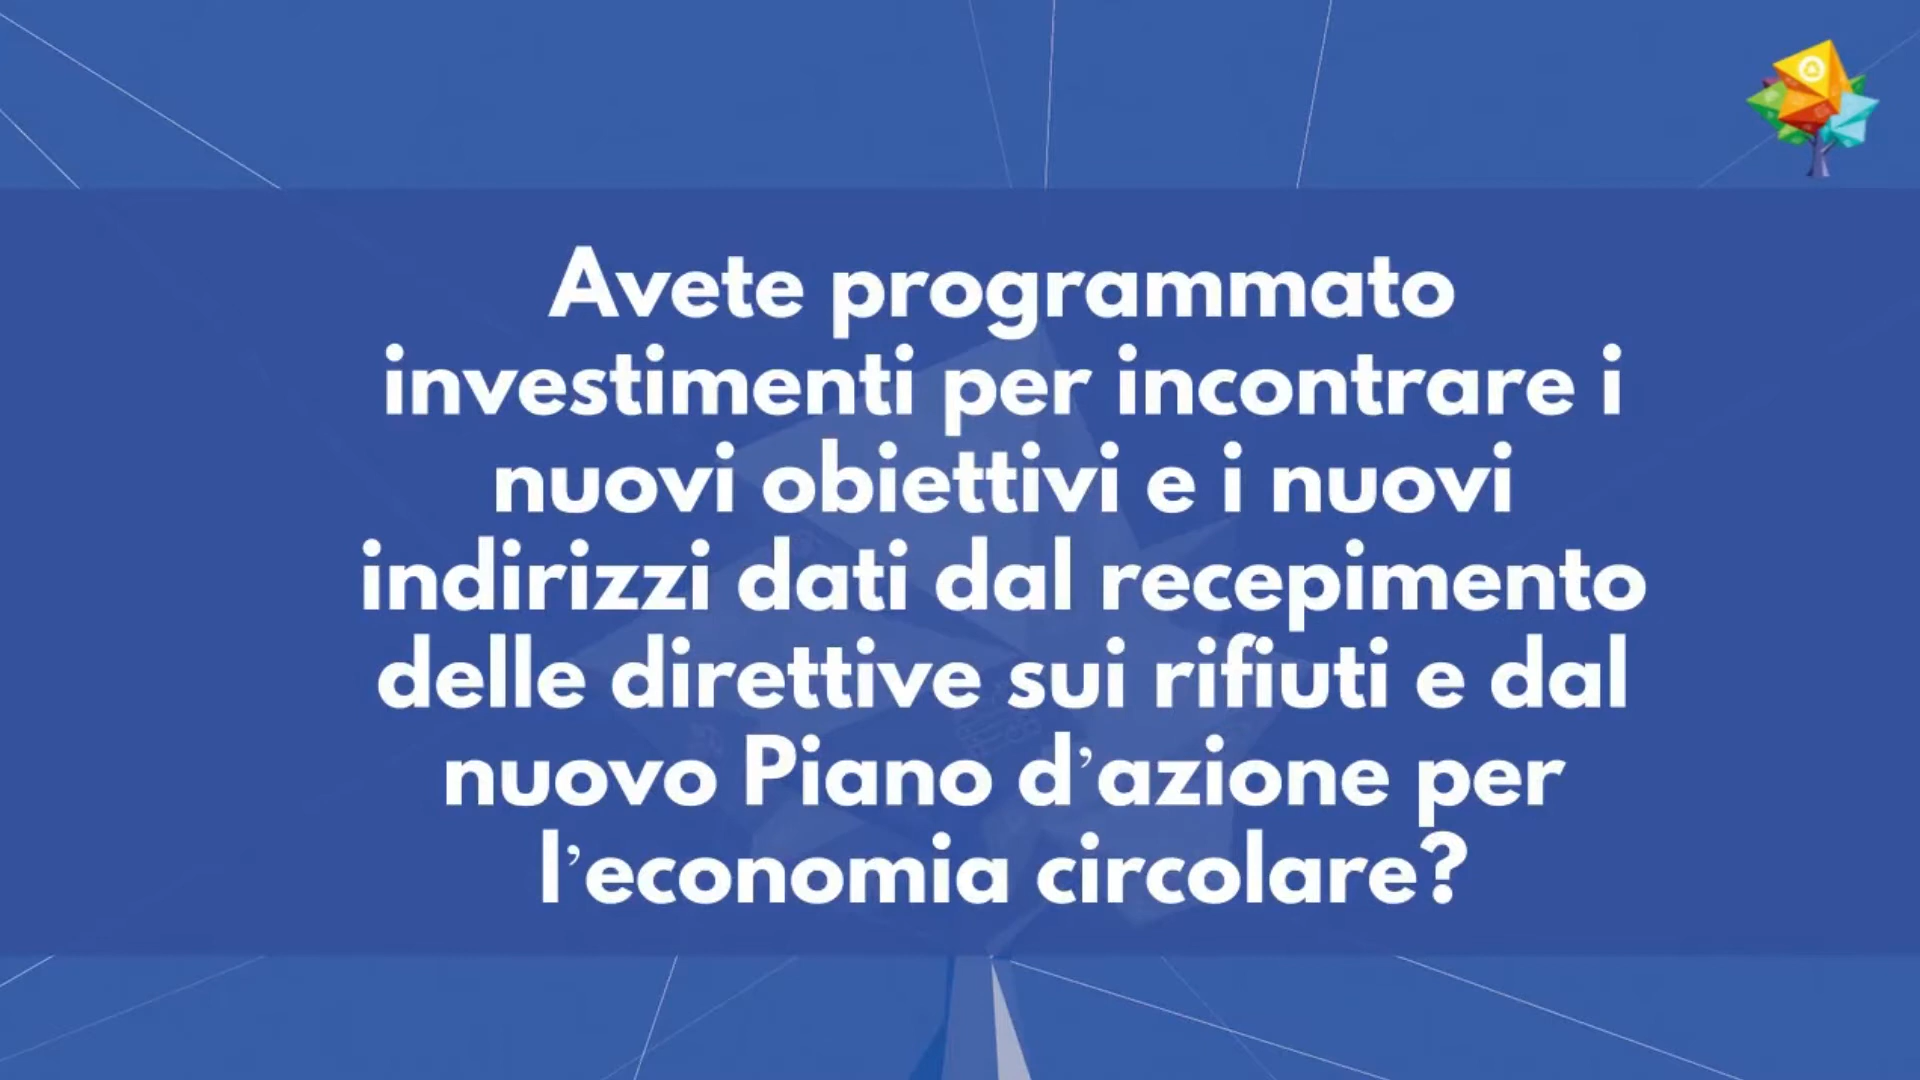 Avete programmato
investimenti per incontrare i
nuovi obiettivi e i nuovi
indirizzi dati dal recepimento
delle direttive sui rifiuti e dal
nuovo Piano d’azione per
l’economia circolare?